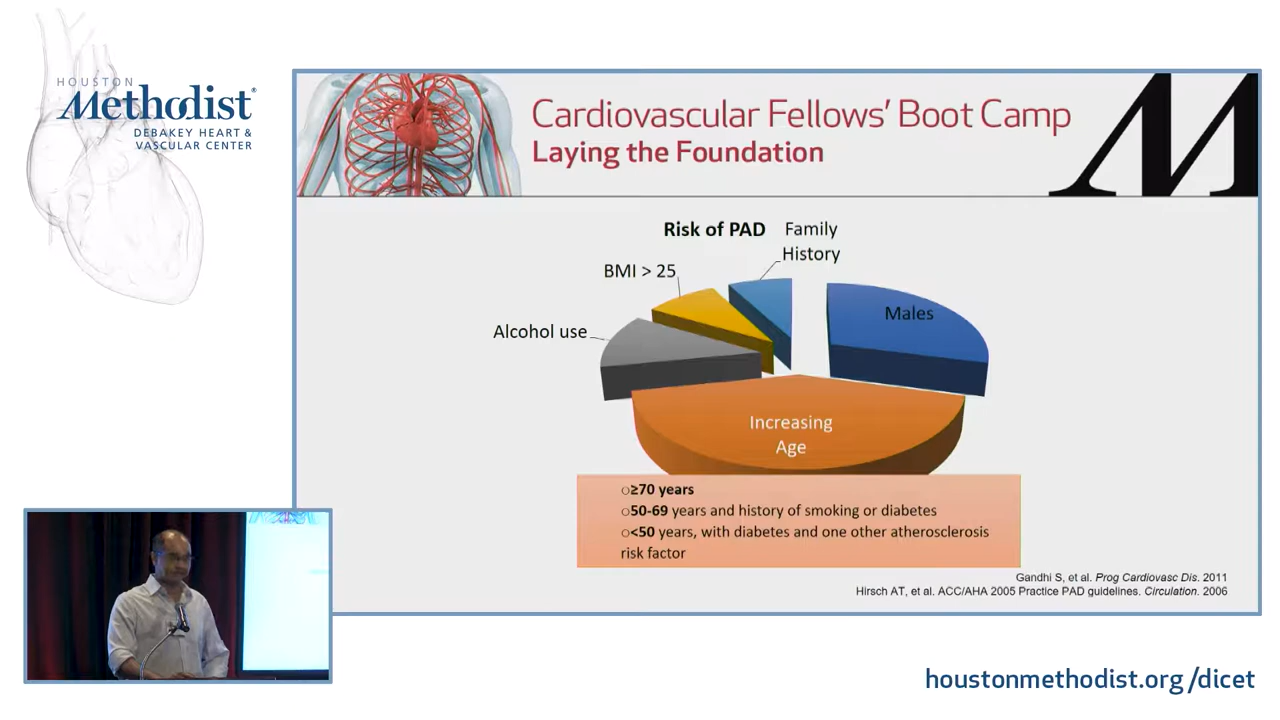 HOUSTON
Methodist®
DEBAKEY HEART &
VASCULAR CENTER
Cardiovascular Fellows' Boot Camp
Laying the Foundation
M
Risk of PAD
Family
History
BMI > 25
Alcohol use
Males
Increasing
Age
○≥70 years
○50-69 years and history of smoking or diabetes
○<50 years, with diabetes and one other atherosclerosis
risk factor
Gandhi S, et al. Prog Cardiovasc Dis. 2011
Hirsch AT, et al. ACC/AHA 2005 Practice PAD guidelines. Circulation. 2006
houstonmethodist.org/dicet